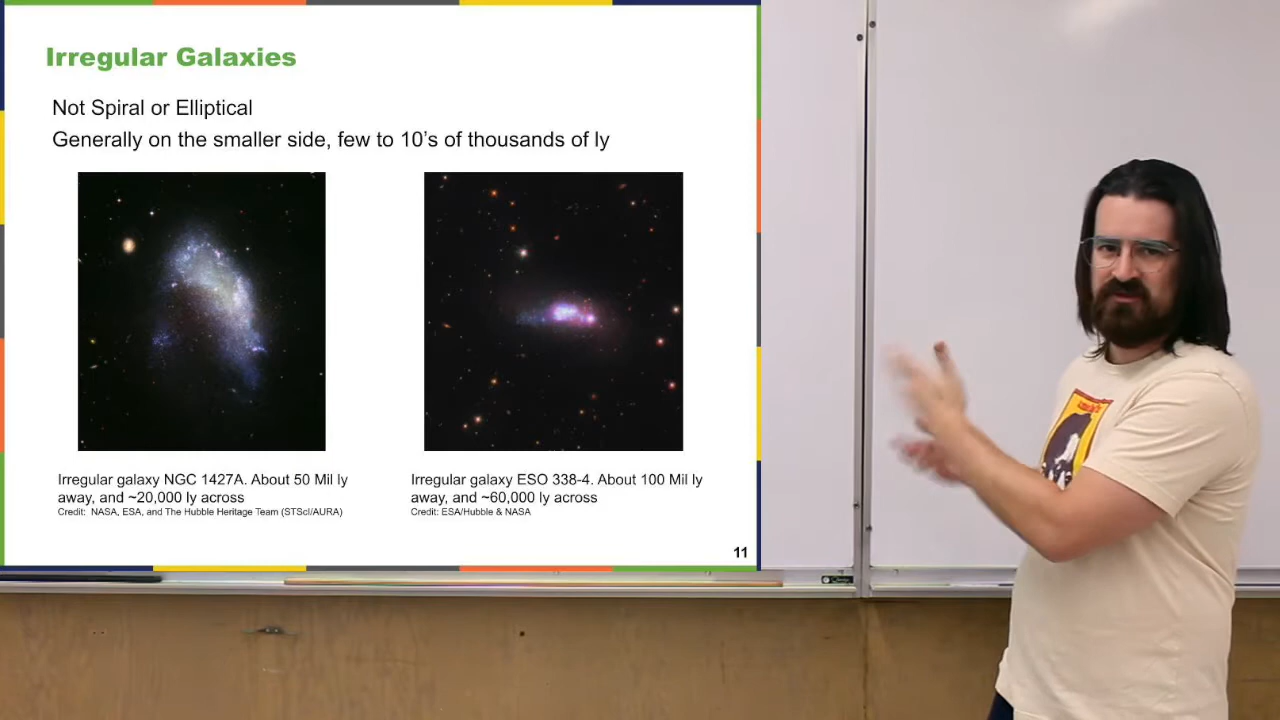 Irregular Galaxies
Not Spiral or Elliptical
Generally on the smaller side, few to 10's of thousands of ly
Irregular galaxy NGC 1427A. About 50 Mil ly
away, and ~20,000 ly across
Credit: NASA, ESA, and The Hubble Heritage Team (STScI/AURA)
Irregular galaxy ESO 338-4. About 100 Mil ly
away, and ~60,000 ly across
Credit: ESA/Hubble & NASA
11